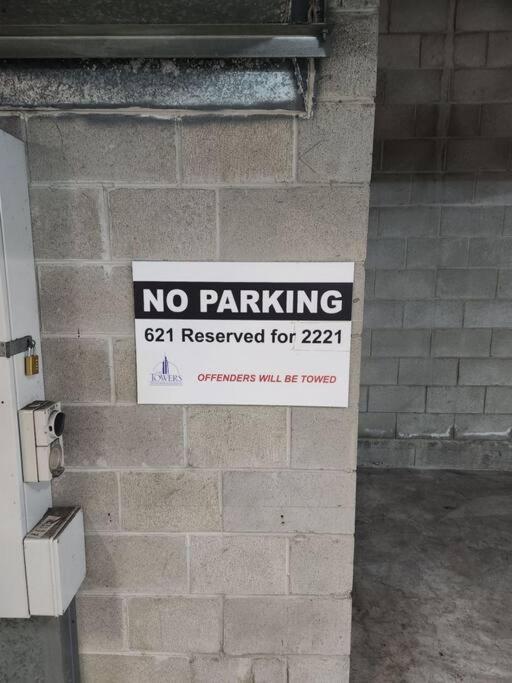 NO PARKING
621 Reserved for 2221
TOWERS
OFFENDERS WILL BE TOWED